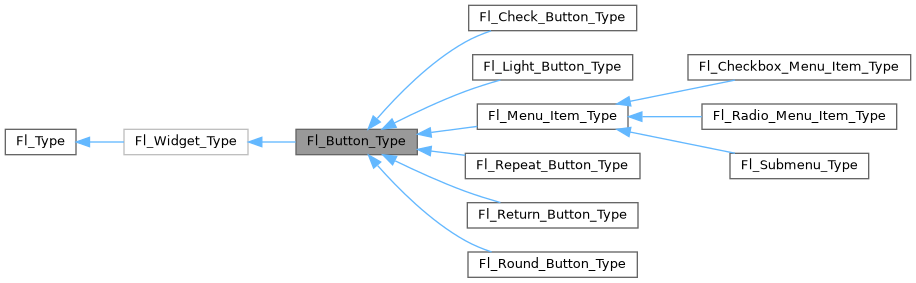 Fl_Type
Fl_Widget_Type
Fl_Button_Type
Fl_Check_Button_Type
Fl_Light_Button_Type
Fl_Menu_Item_Type
Fl_Repeat_Button_Type
Fl_Return_Button_Type
Fl_Round_Button_Type
Fl_Checkbox_Menu_Item_Type
Fl_Radio_Menu_Item_Type
Fl_Submenu_Type